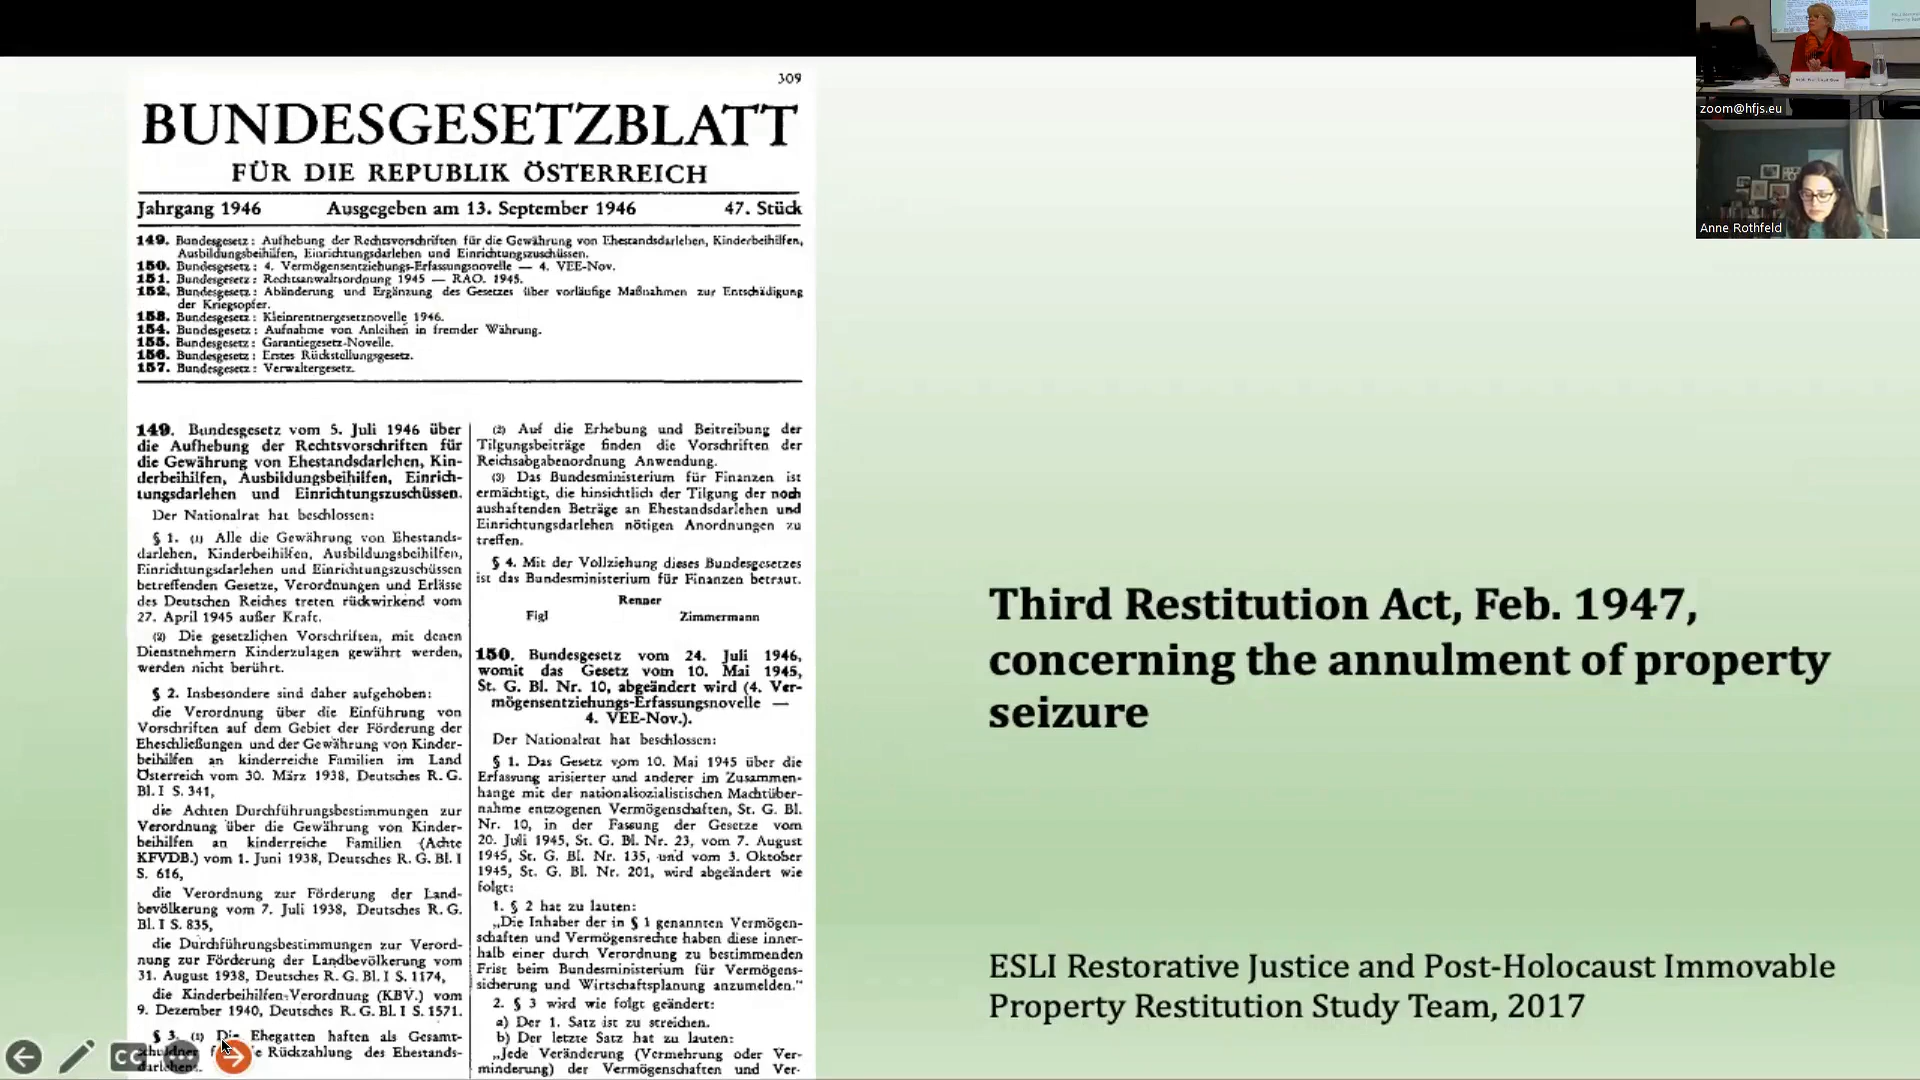 309
BUNDESGESETZBLATT
FÜR DIE REPUBLIK ÖSTERREICH
Jahrgang 1946 Ausgegeben am 13. September 1946 47. Stück
149. Bundesgesetz: Aufhebung der Rechtsvorschriften für die Gewährung von Ehestandsdarlehen, Kinderbeihilfen,
Ausbildungsbeihilfen, Einrichtungsdarlehen und Einrichtungszuschüssen.
150. Bundesgesetz: 4. Vermögensentziehungs-Erfassungsnovelle — 4. VEE-Nov.
151. Bundesgesetz: Rechtsanwaltsordnung 1945 — RAO. 1945.
152. Bundesgesetz: Abänderung und Ergänzung des Gesetzes über vorläufige Maßnahmen zur Entschädigung
der Kriegsopfer.
153. Bundesgesetz: Kleinrentnergesetznovelle 1946.
154. Bundesgesetz: Aufnahme von Anleihen in fremder Währung.
155. Bundesgesetz: Garantiegesetz-Novelle.
156. Bundesgesetz: Erstes Rückstellungsgesetz.
157. Bundesgesetz: Verwaltergesetz.
149. Bundesgesetz vom 5. Juli 1946 über
die Aufhebung der Rechtsvorschriften für
die Gewährung von Ehestandsdarlehen, Kin-
derbeihilfen, Ausbildungsbeihilfen, Einrich-
tungsdarlehen und Einrichtungszuschüssen.
Der Nationalrat hat beschlossen:
§ 1. (1) Alle die Gewährung von Ehestands-
darlehen, Kinderbeihilfen, Ausbildungsbeihilfen,
Einrichtungsdarlehen und Einrichtungszuschüssen
betreffenden Gesetze, Verordnungen und Erlässe
des Deutschen Reiches treten rückwirkend vom
27. April 1945 außer Kraft.
(2) Die gesetzlichen Vorschriften, mit denen
Dienstnehmern Kinderzulagen gewährt werden,
werden nicht berührt.
§ 2. Insbesondere sind daher aufgehoben:
die Verordnung über die Einführung von
Vorschriften auf dem Gebiet der Förderung der
Eheschließungen und der Gewährung von Kinder-
beihilfen an kinderreiche Familien im Land
Österreich vom 30. März 1938, Deutsches R. G.
Bl. I S. 341,
die Achten Durchführungsbestimmungen zur
Verordnung über die Gewährung von Kinder-
beihilfen an kinderreiche Familien (Achte
KFVDB.) vom 1. Juni 1938, Deutsches R. G. Bl. I
S. 616,
die Verordnung zur Förderung der Land-
bevölkerung vom 7. Juli 1938, Deutsches R. G.
Bl. I S. 835,
die Durchführungsbestimmungen zur Verord-
nung zur Förderung der Landbevölkerung vom
31. August 1938, Deutsches R. G. Bl. I S. 1174,
die Kinderbeihilfen-Verordnung (KBV.) vom
9. Dezember 1940, Deutsches R. G. Bl. I S. 1571.
§ 3. (1) Die Ehegatten haften als Gesamt-
schuldner Rückzahlung des Ehestands-
darlehens.
(2) Auf die Erhebung und Beitreibung der
Tilgungsbeiträge finden die Vorschriften der
Reichsabgabenordnung Anwendung.
(3) Das Bundesministerium für Finanzen ist
ermächtigt, die hinsichtlich der Tilgung der noch
aushaftenden Beträge an Ehestandsdarlehen und
Einrichtungsdarlehen nötigen Anordnungen zu
treffen.
§ 4. Mit der Vollziehung dieses Bundesgesetzes
ist das Bundesministerium für Finanzen betraut.
Renner
Figl Zimmermann
150. Bundesgesetz vom 24. Juli 1946,
womit das Gesetz vom 10. Mai 1945,
St. G. Bl. Nr. 10, abgeändert wird (4. Ver-
mögensentziehungs-Erfassungsnovelle —
4. VEE-Nov.).
Der Nationalrat hat beschlossen:
§ 1. Das Gesetz vom 10. Mai 1945 über die
Erfassung arisierter und anderer im Zusammen-
hange mit der nationalsozialistischen Machtüber-
nahme entzogenen Vermögenschaften, St. G. Bl.
Nr. 10, in der Fassung der Gesetze vom
20. Juli 1945, St. G. Bl. Nr. 23, vom 7. August
1945, St. G. Bl. Nr. 135, und vom 3. Oktober
1945, St. G. Bl. Nr. 201, wird abgeändert wie
folgt:
1. § 2 hat zu lauten:
„Die Inhaber der in § 1 genannten Vermögen-
schaften und Vermögensrechte haben diese inner-
halb einer durch Verordnung zu bestimmenden
Frist beim Bundesministerium für Vermögens-
sicherung und Wirtschaftsplanung anzumelden.“
2. § 3 wird wie folgt geändert:
a) Der 1. Satz ist zu streichen.
b) Der letzte Satz hat zu lauten:
„Jede Veränderung (Vermehrung oder Ver-
minderung) der Vermögenschaften und Ver-
Third Restitution Act, Feb. 1947,
concerning the annulment of property
seizure
ESLI Restorative Justice and Post-Holocaust Immovable
Property Restitution Study Team, 2017
zoom@hfjs.eu
Anne Rothfeld
CC